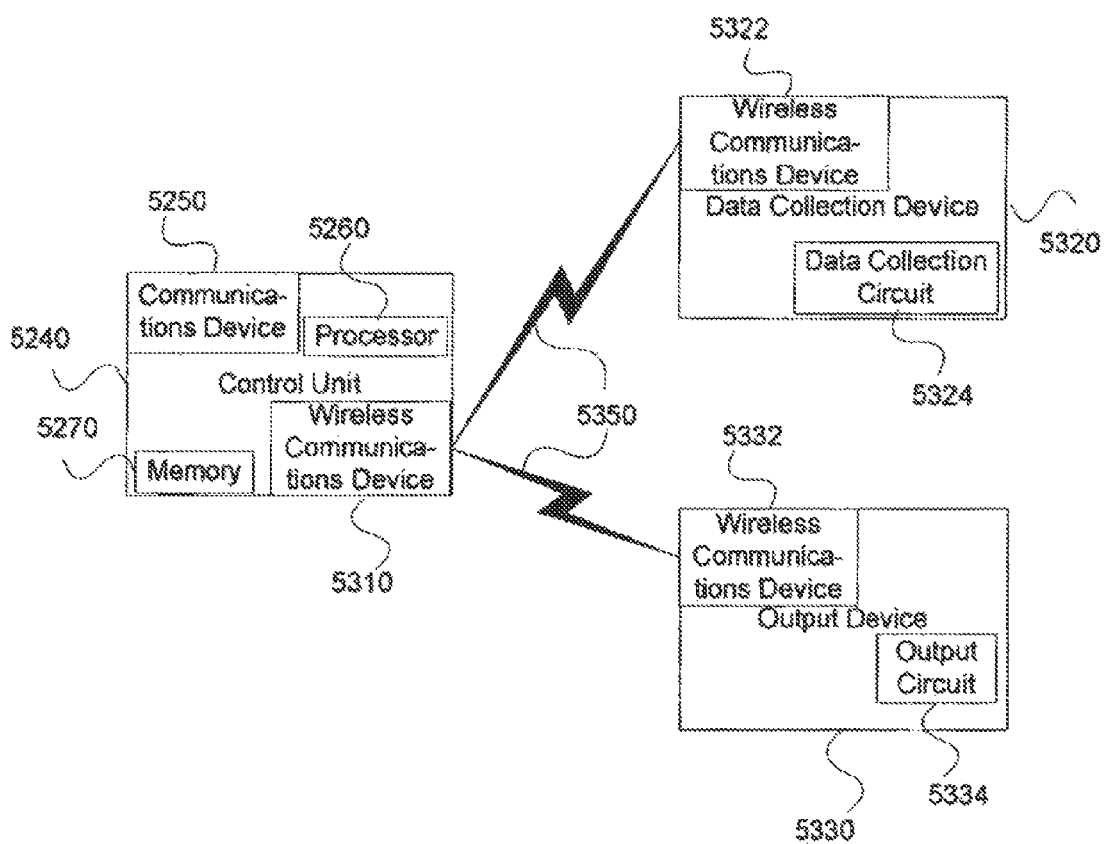 5322
Wireless
Communica-
tions Device
Data Collection Device
5320
Data Collection
Circuit
5324
5250
5260
Communica-
tions Device
Processor
5240
Control Unit
5270
Wireless
Communica-
tions Device
Memory
5310
5350
5332
Wireless
Communica-
tions Device
Output Device
Output
Circuit
5334
5330